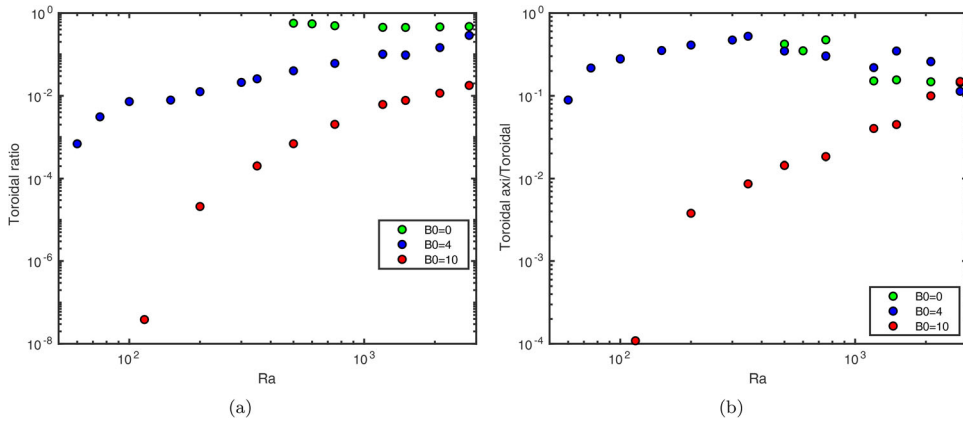 10^0
10^-2
10^-4
10^-6
10^-8
Toroidal ratio
B0=0
B0=4
B0=10
10^2
10^3
Ra
(a)
10^0
10^-1
10^-2
10^-3
10^-4
Toroidal axi/Toroidal
B0=0
B0=4
B0=10
10^2
10^3
Ra
(b)